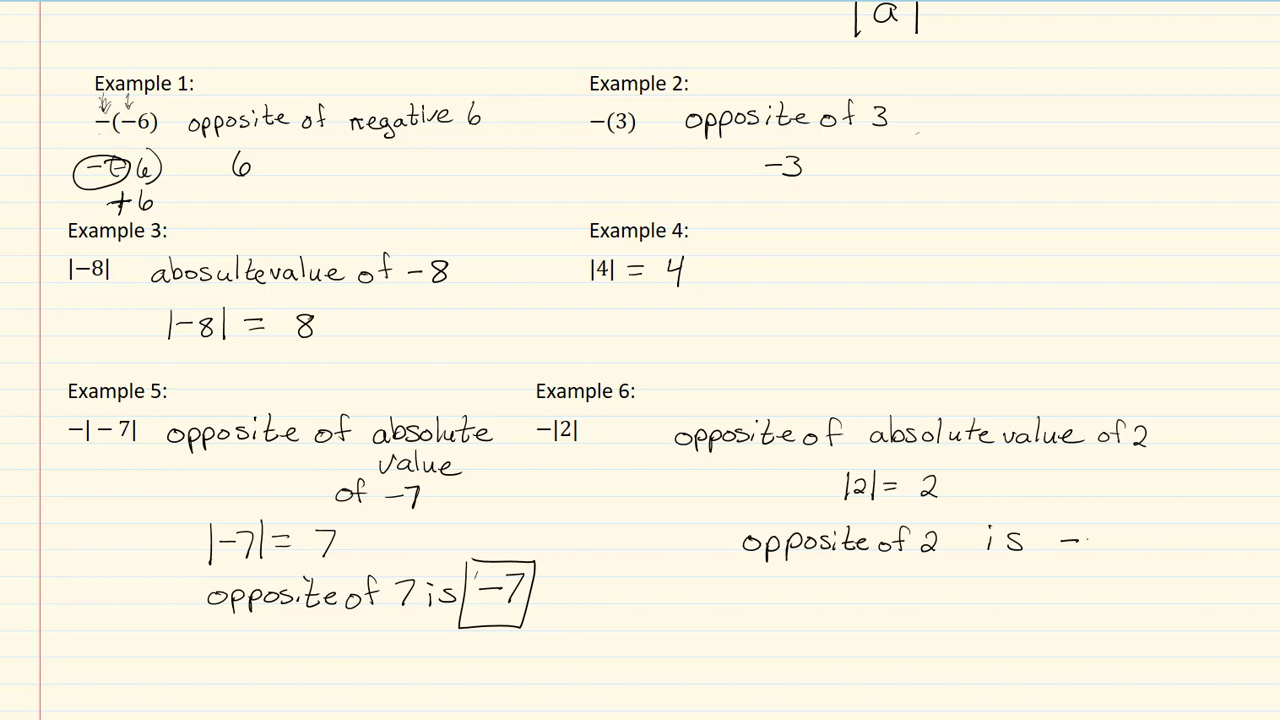 |a|
Example 1:
−(−6) opposite of negative 6
−(−6) 6
+6
Example 2:
−(3) opposite of 3
−3
Example 3:
|−8| abosulte value of −8
|−8| = 8
Example 4:
|4| = 4
Example 5:
−|−7| opposite of absolute
value
of −7
|−7| = 7
opposite of 7 is −7
Example 6:
−|2| opposite of absolute value of 2
|2| = 2
opposite of 2 is −